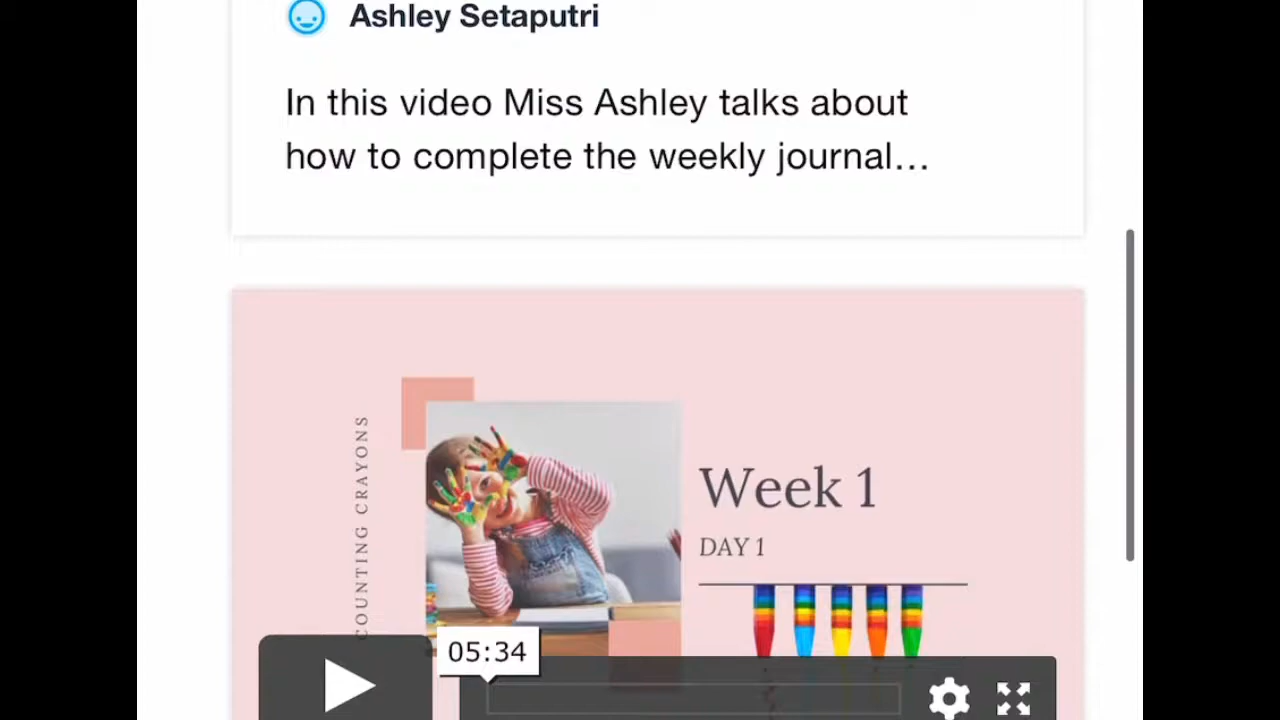 Ashley Setaputri
In this video Miss Ashley talks about
how to complete the weekly journal…
COUNTING CRAYONS
Week 1
DAY 1
05:34